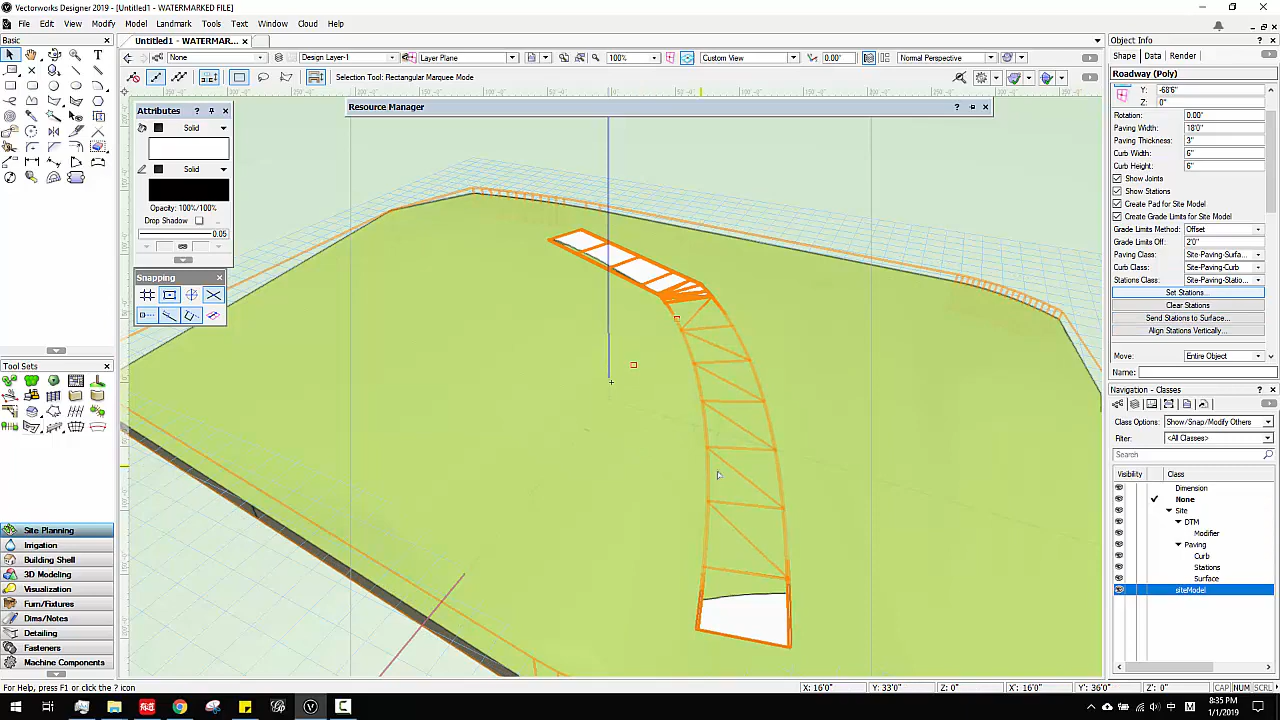 Vectorworks Designer 2019 - [Untitled1 - WATERMARKED FILE]
File Edit View Modify Model Landmark Tools Text Window Cloud Help
Basic
Untitled1 - WATERMAR...
None
Design Layer-1
Layer Plane
100%
Custom View
0.00°
Normal Perspective
Selection Tool: Rectangular Marquee Mode
Attributes
Solid
Solid
Opacity: 100%/100%
Drop Shadow
0.05
Snapping
Resource Manager
Tool Sets
Site Planning
Irrigation
Building Shell
3D Modeling
Visualization
Furn/Fixtures
Dims/Notes
Detailing
Fasteners
Machine Components
Object Info
Shape Data Render
Roadway (Poly)
Y: -68'6"
Z: 0"
Rotation: 0.00°
Paving Width: 18'0"
Paving Thickness: 3"
Curb Width: 6"
Curb Height: 6"
Show Joints
Show Stations
Create Pad for Site Model
Create Grade Limits for Site Model
Grade Limits Method: Offset
Grade Limits Off: 2'0"
Paving Class: Site-Paving-Surfa...
Curb Class: Site-Paving-Curb
Stations Class: Site-Paving-Statio...
Set Stations...
Clear Stations
Send Stations to Surface...
Align Stations Vertically...
Move: Entire Object
Name:
Navigation - Classes
Class Options: Show/Snap/Modify Others
Filter: <All Classes>
Search
Visibility Class
Dimension
None
Site
DTM
Modifier
Paving
Curb
Stations
Surface
siteModel
For Help, press F1 or click the ? icon
X: 16'0" Y: 33'0" Z: 0" X': 16'0" Y': 36'0" Z': 0" CAP NUM SCRL
8:35 PM
1/1/2019